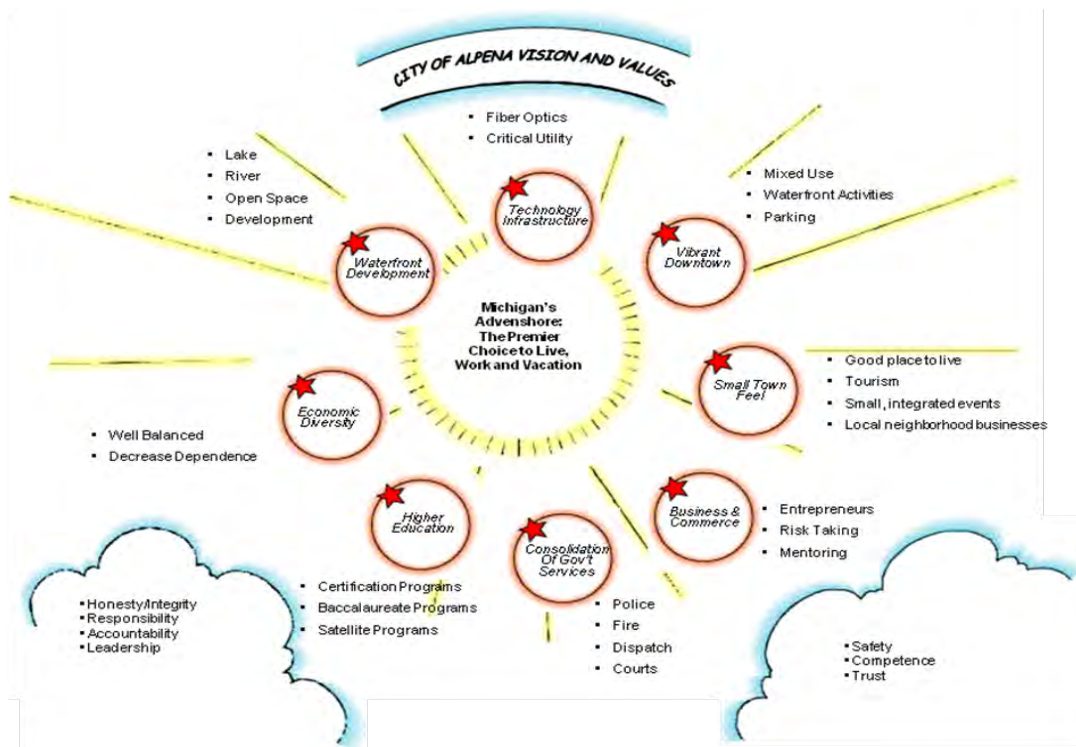 CITY OF ALPENA VISION AND VALUES
▪ Fiber Optics
▪ Critical Utility
Technology
Infrastructure
▪ Lake
▪ River
▪ Open Space
▪ Development
Waterfront
Development
▪ Mixed Use
▪ Waterfront Activities
▪ Parking
Vibrant
Downtown
Michigan's
Advenshore:
The Premier
Choice to Live,
Work and Vacation
Small Town
Feel
▪ Good place to live
▪ Tourism
▪ Small, integrated events
▪ Local neighborhood businesses
Economic
Diversity
▪ Well Balanced
▪ Decrease Dependence
Higher
Education
▪ Certification Programs
▪ Baccalaureate Programs
▪ Satellite Programs
Consolidation
Of Gov't
Services
▪ Police
▪ Fire
▪ Dispatch
▪ Courts
Business &
Commerce
▪ Entrepreneurs
▪ Risk Taking
▪ Mentoring
▪ Honesty/Integrity
▪ Responsibility
▪ Accountability
▪ Leadership
▪ Safety
▪ Competence
▪ Trust